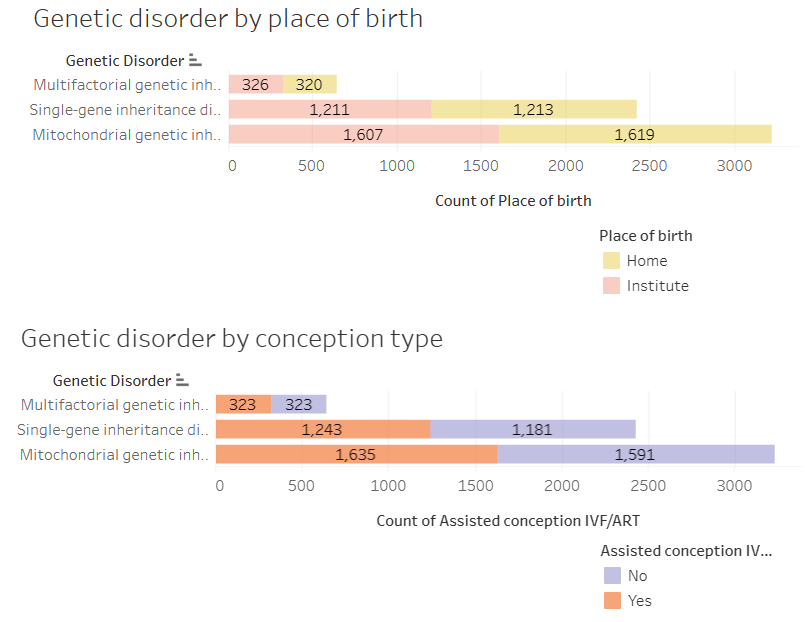 Genetic disorder by place of birth
Genetic Disorder
Multifactorial genetic inh.. 326 320
Single-gene inheritance di.. 1,211 1,213
Mitochondrial genetic inh.. 1,607 1,619
0 500 1000 1500 2000 2500 3000
Count of Place of birth
Place of birth
Home
Institute
Genetic disorder by conception type
Genetic Disorder
Multifactorial genetic inh.. 323 323
Single-gene inheritance di.. 1,243 1,181
Mitochondrial genetic inh.. 1,635 1,591
0 500 1000 1500 2000 2500 3000
Count of Assisted conception IVF/ART
Assisted conception IV...
No
Yes